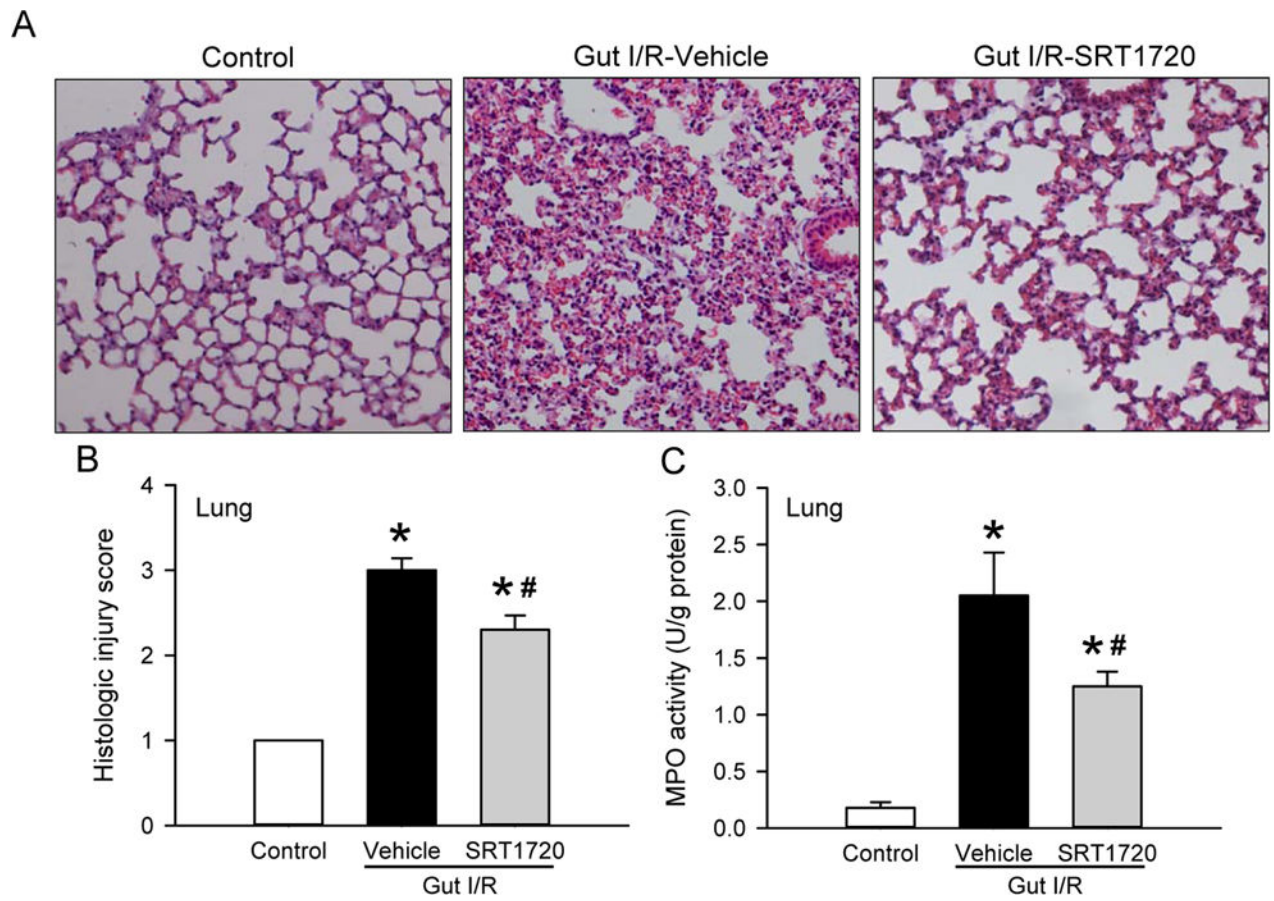 A
Control
Gut I/R-Vehicle
Gut I/R-SRT1720
B
Histologic injury score
4
3
2
1
0
Lung
*
* #
Control
Vehicle
SRT1720
Gut I/R
C
MPO activity (U/g protein)
3.0
2.5
2.0
1.5
1.0
0.5
0.0
Lung
*
* #
Control
Vehicle
SRT1720
Gut I/R